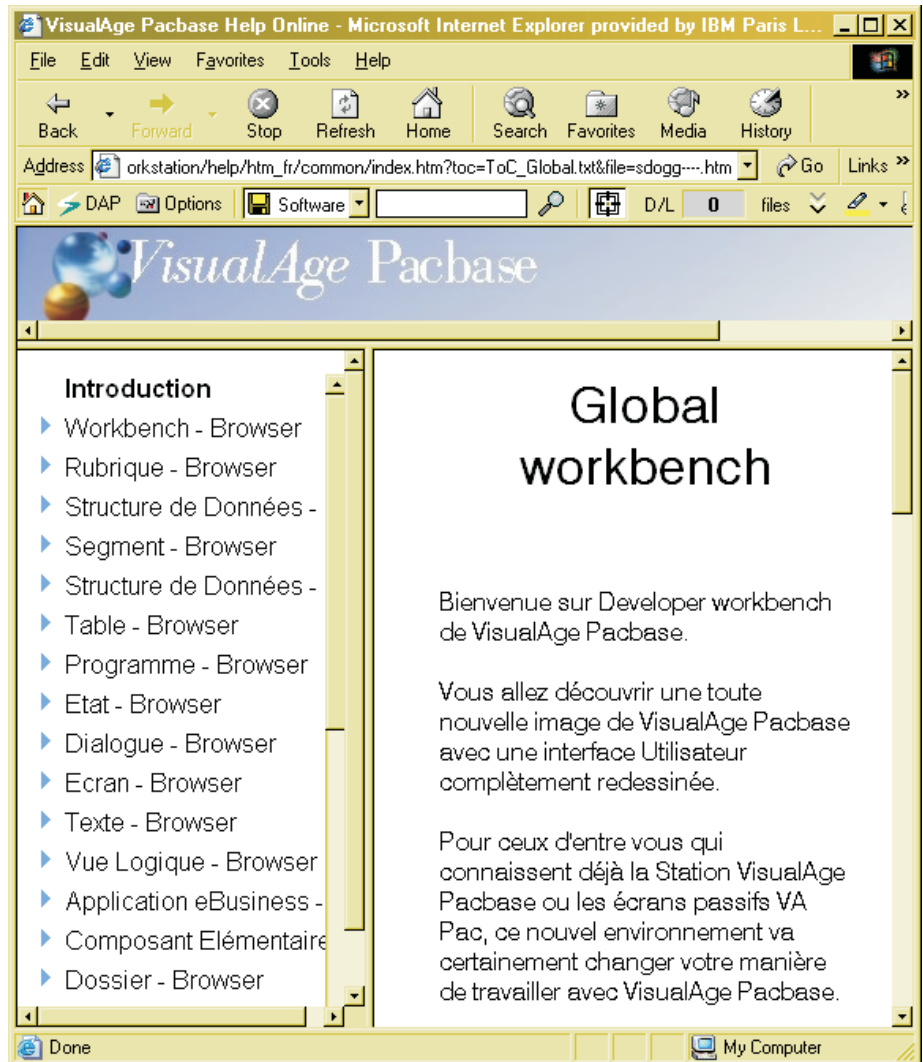 VisualAge Pacbase Help Online - Microsoft Internet Explorer provided by IBM Paris L...
File Edit View Favorites Tools Help
Back Forward Stop Refresh Home Search Favorites Media History »
Address orkstation/help/htm_fr/common/index.htm?toc=ToC_Global.txt&file=sdogg----.htm Go Links »
DAP Options Software D/L 0 files
VisualAge Pacbase
Introduction
Workbench - Browser
Rubrique - Browser
Structure de Données -
Segment - Browser
Structure de Données -
Table - Browser
Programme - Browser
Etat - Browser
Dialogue - Browser
Ecran - Browser
Texte - Browser
Vue Logique - Browser
Application eBusiness -
Composant Elémentaire
Dossier - Browser
Global
workbench
Bienvenue sur Developer workbench
de VisualAge Pacbase.
Vous allez découvrir une toute
nouvelle image de VisualAge Pacbase
avec une interface Utilisateur
complètement redessinée.
Pour ceux d'entre vous qui
connaissent déjà la Station VisualAge
Pacbase ou les écrans passifs VA
Pac, ce nouvel environnement va
certainement changer votre manière
de travailler avec VisualAge Pacbase.
Done My Computer